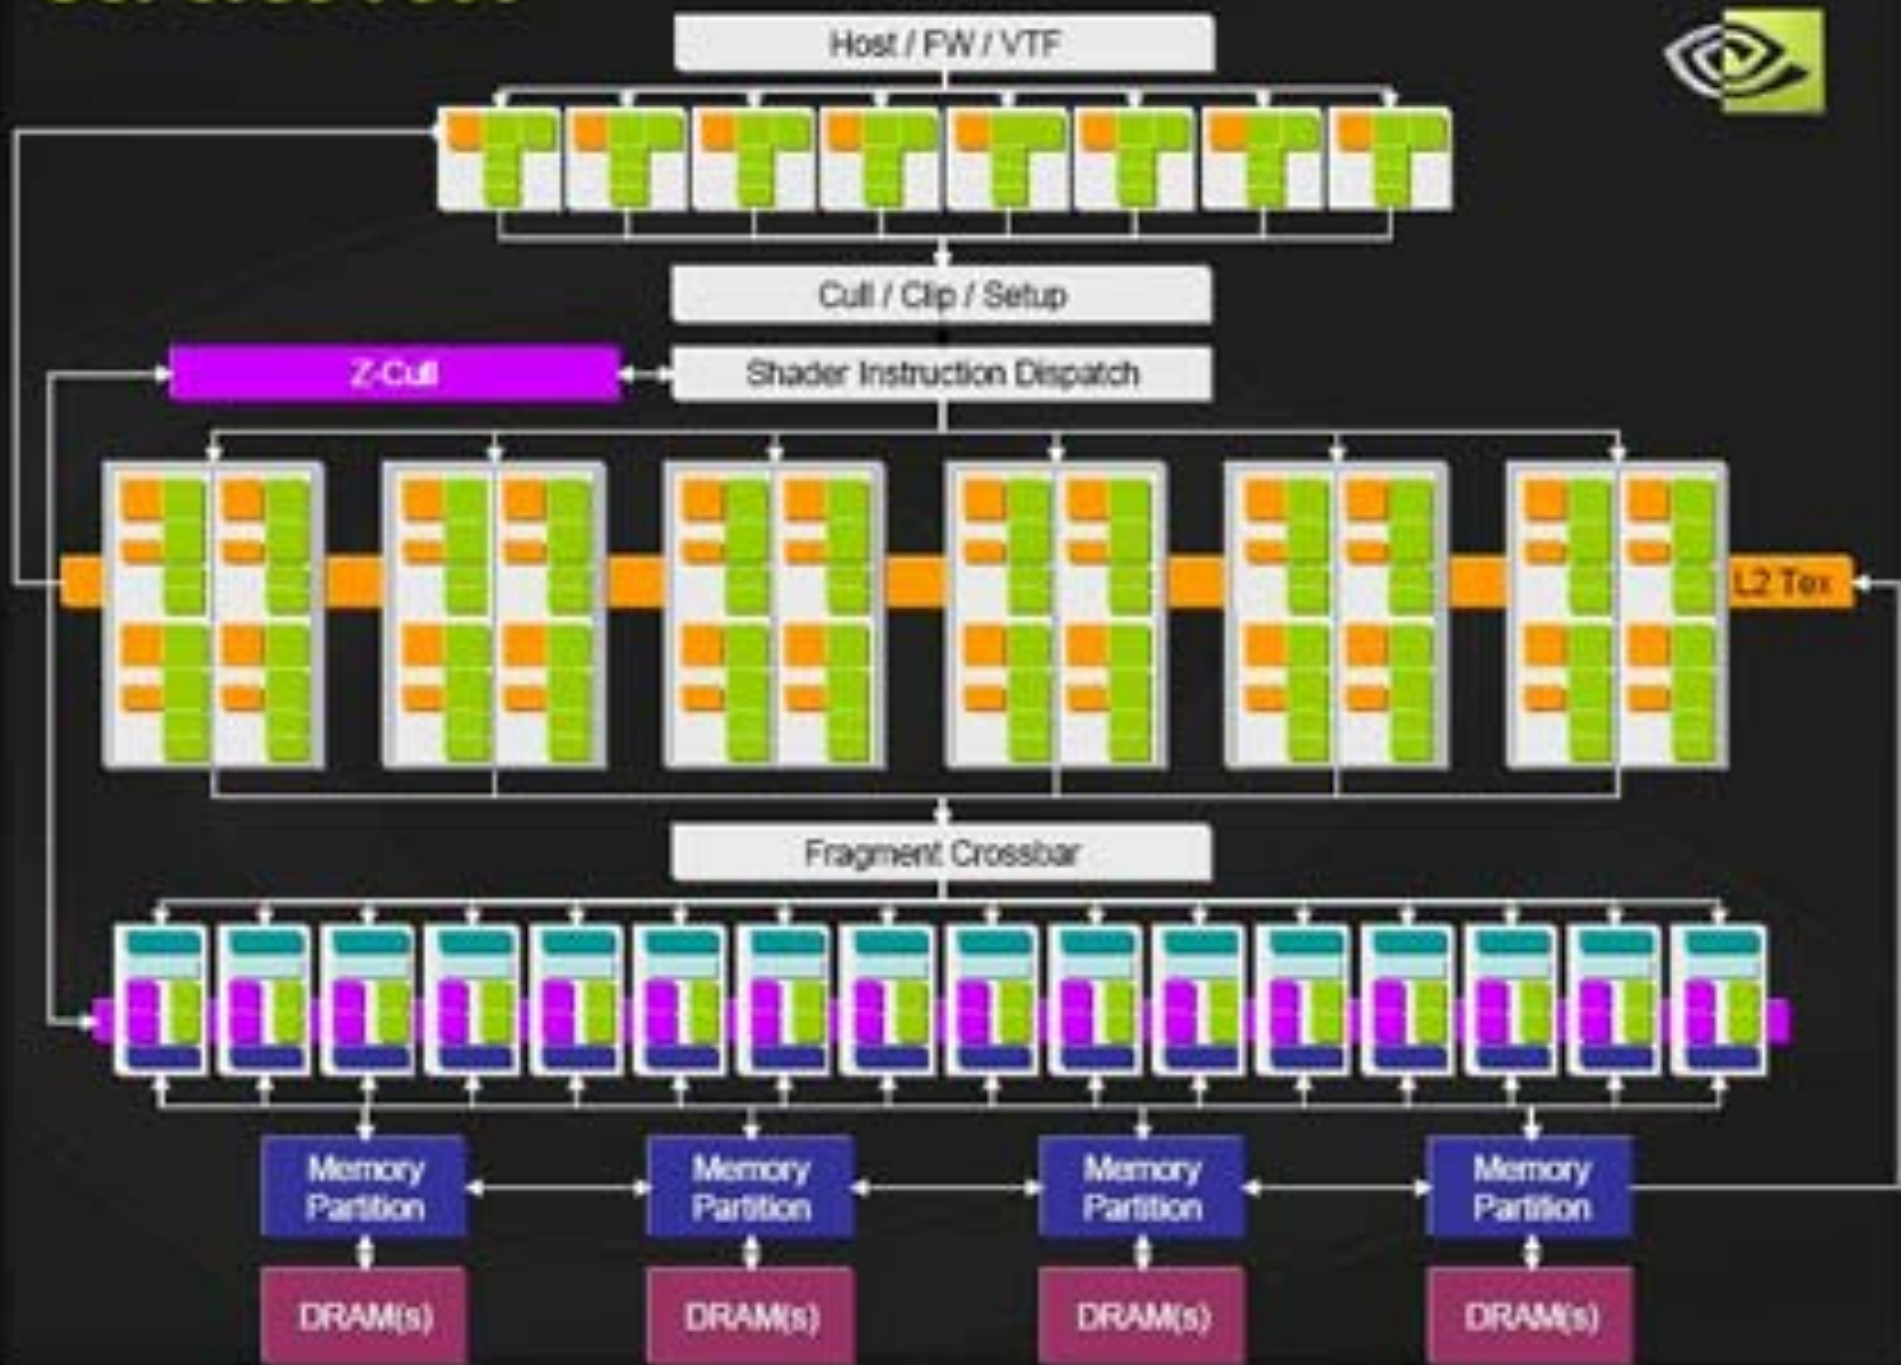 Host / FW / VTF
Cull / Clip / Setup
Z-Cull
Shader Instruction Dispatch
L2 Tex
Fragment Crossbar
Memory
Partition
Memory
Partition
Memory
Partition
Memory
Partition
DRAM(s)
DRAM(s)
DRAM(s)
DRAM(s)